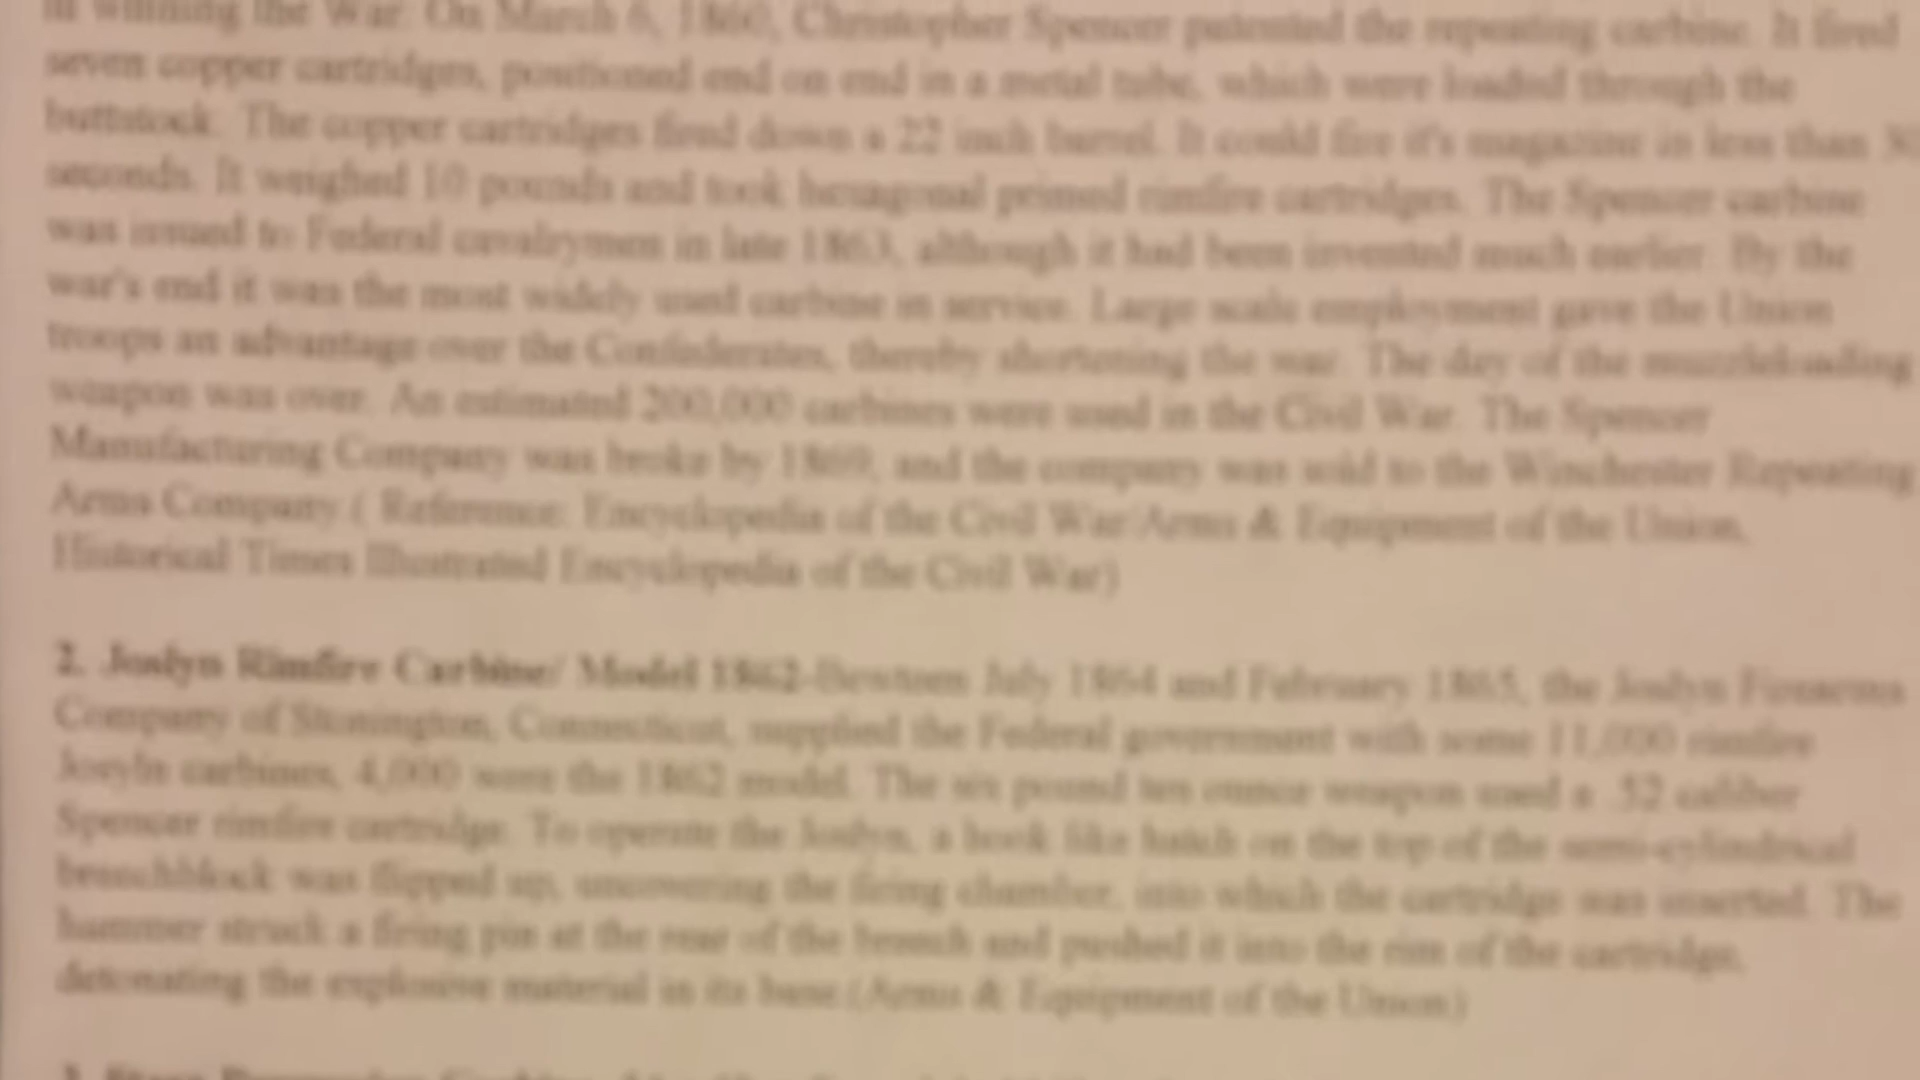 in winning the War. On March 6, 1860, Christopher Spencer patented the repeating carbine. It fired
seven copper cartridges, positioned end on end in a metal tube, which were loaded through the
buttstock. The copper cartridges fired down a 22 inch barrel. It could fire it's magazine in less than 30
seconds. It weighed 10 pounds and took primed rimfire cartridges. The Spencer carbine
was issued to Federal cavalrymen in late 1863, although it had been invented much earlier. By the
war's end it was the most widely used carbine in service. Large scale employment gave the Union
troops an advantage over the Confederates, thereby shortening the war. The day of the muzzleloading
weapon was over. An estimated 200,000 carbines were used in the Civil War. The Spencer
Manufacturing Company was broke by 1869, and the company was sold to the Winchester Repeating
Arms Company.( Reference: Encyclopedia of the Civil War/Arms & Equipment of the Union,
Historical Times Illustrated Encyclopedia of the Civil War)
2. Joslyn Rimfire Carbine/ Model 1862-Bewteen July 1864 and February 1865, the Joslyn Firearms
Company of Stonington, Connecticut, supplied the Federal government with some 11,000 rimfire
carbines, 4,000 were the 1862 model. The six pound ten ounce weapon used a .52 caliber
Spencer rimfire cartridge. To operate the Joslyn, a hook like hatch on the top of the semi-cylindrical
breechblock was flipped up, uncovering the firing chamber, into which the cartridge was inserted. The
hammer struck a firing pin at the rear of the breech and pushed it into the rim of the cartridge,
detonating the explosive material in its base.(Arms & Equipment of the Union)